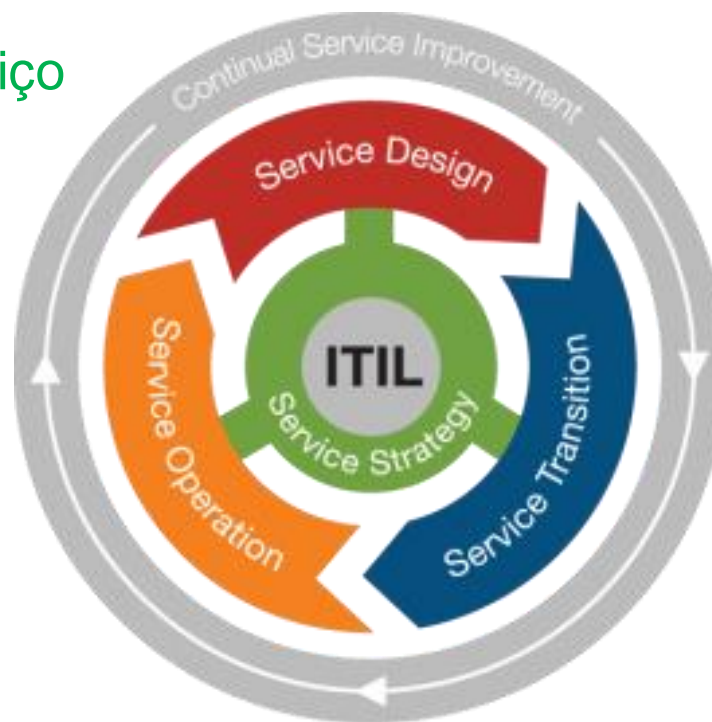 iço
Continual Service Improvement
Service Design
ITIL
Service Strategy
Service Transition
Service Operation